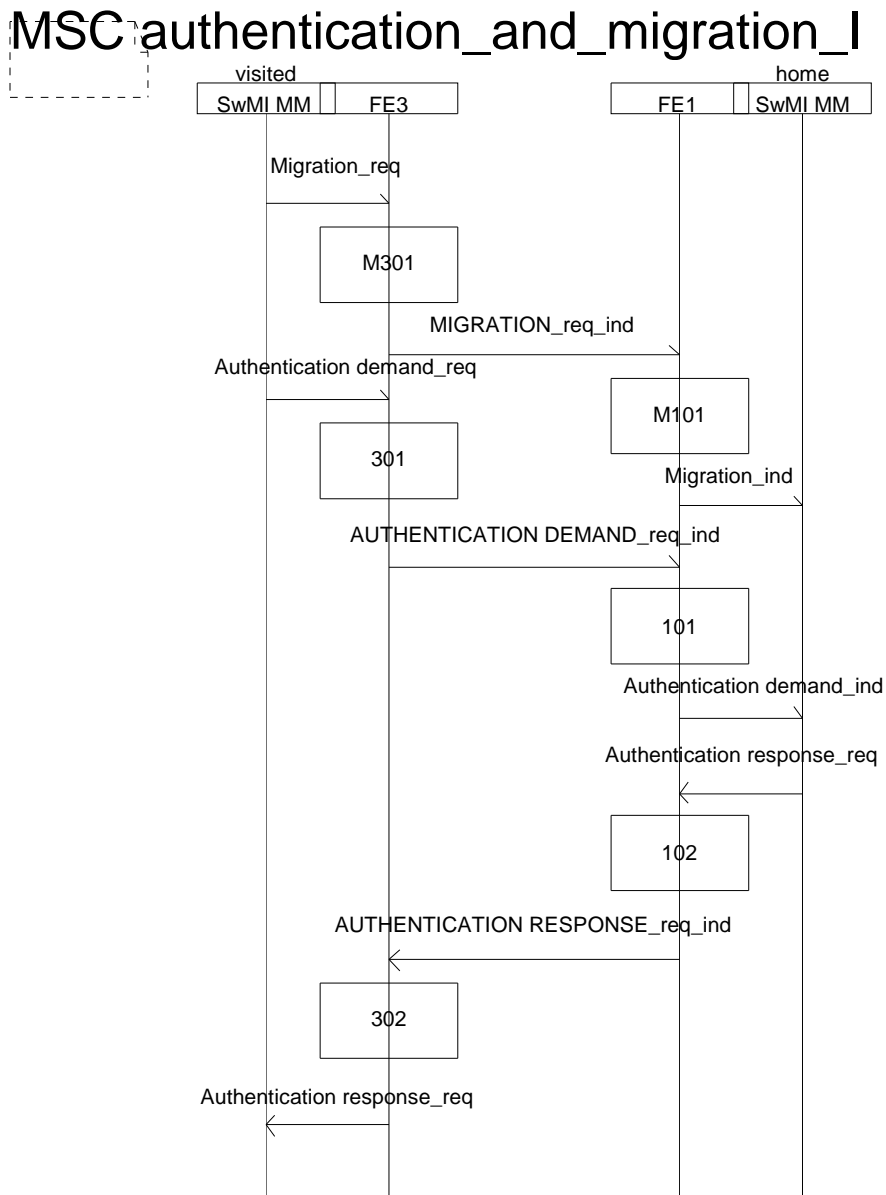 MSC authentication_and_migration_I
visited
home
SwMI MM
FE3
FE1
SwMI MM
Migration_req
M301
MIGRATION_req_ind
Authentication demand_req
M101
301
Migration_ind
AUTHENTICATION DEMAND_req_ind
101
Authentication demand_ind
Authentication response_req
102
AUTHENTICATION RESPONSE_req_ind
302
Authentication response_req